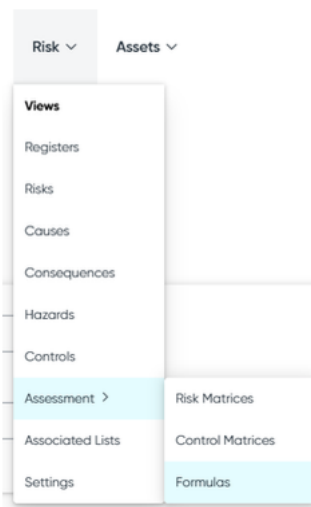 Risk Assets
Views
Registers
Risks
Causes
Consequences
Hazards
Controls
Assessment Risk Matrices
Associated Lists Control Matrices
Settings Formulas